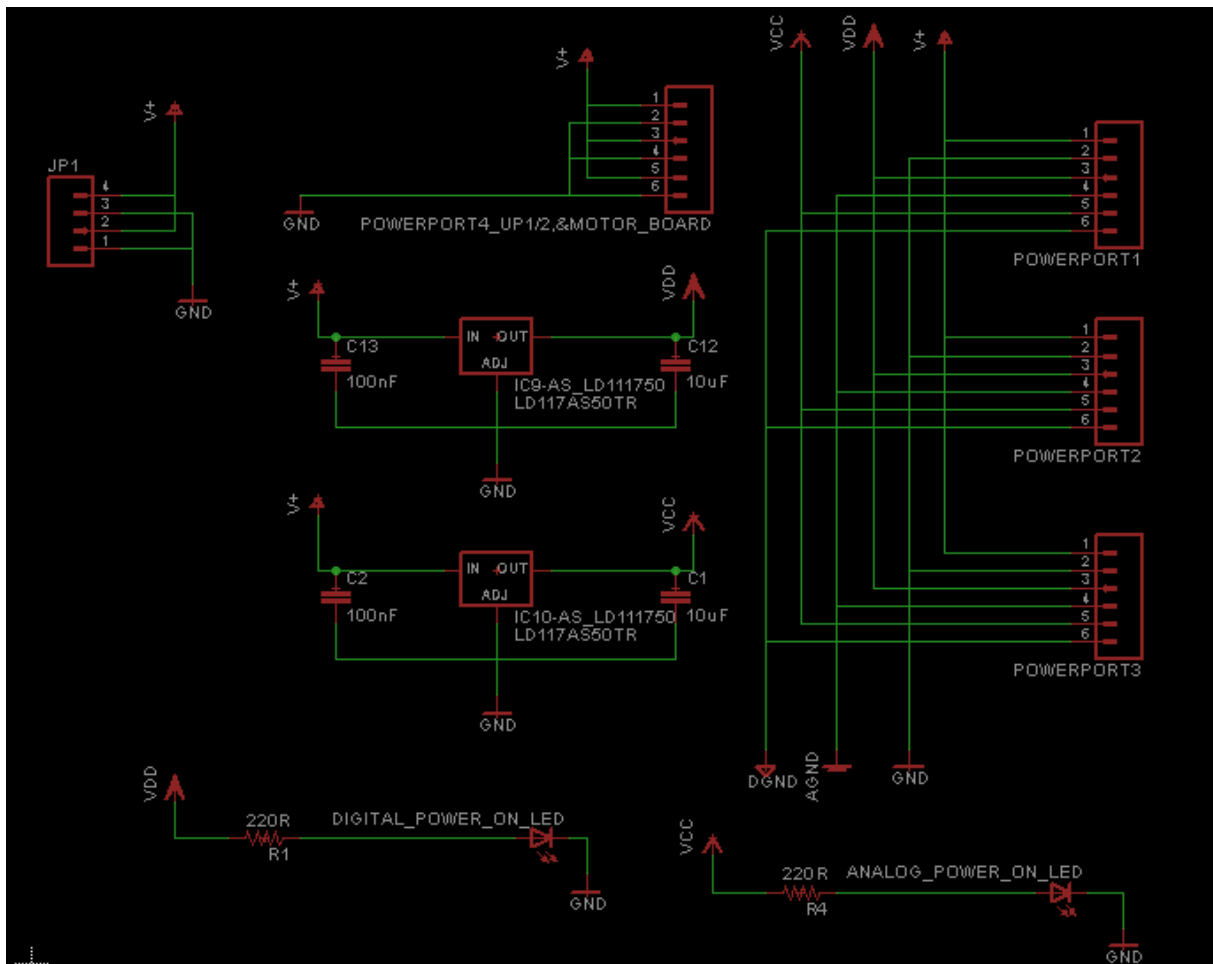 V+
JP1
4
3
2
1
GND
V+
1
2
3
4
5
6
GND
POWERPORT4_UP1/2,&MOTOR_BOARD
VCC
VDD
V+
1
2
3
4
5
6
POWERPORT1
V+
VDD
C13
100nF
IN OUT
ADJ
C12
10uF
IC9-AS_LD111750
LD117AS50TR
GND
1
2
3
4
5
6
POWERPORT2
V+
VCC
C2
100nF
IN OUT
ADJ
C1
10uF
IC10-AS_LD111750
LD117AS50TR
GND
1
2
3
4
5
6
POWERPORT3
DGND
AGND
GND
VDD
220R
R1
DIGITAL_POWER_ON_LED
GND
VCC
220R
R4
ANALOG_POWER_ON_LED
GND